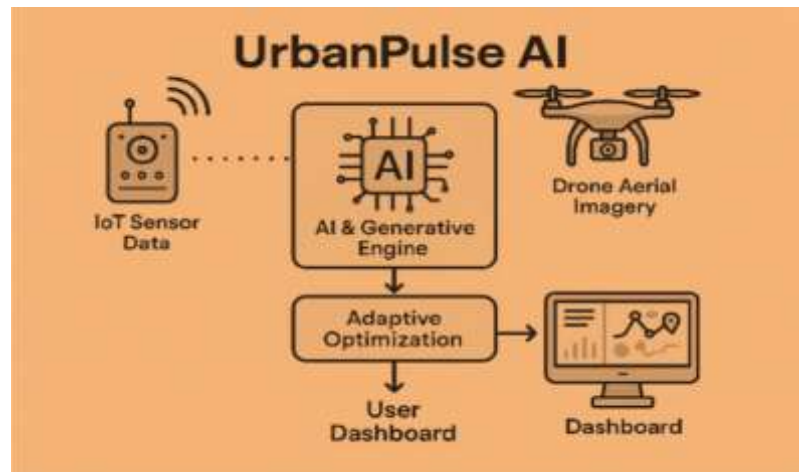 UrbanPulse AI
IoT Sensor
Data
AI
AI & Generative
Engine
Drone Aerial
Imagery
Adaptive
Optimization
User
Dashboard
Dashboard